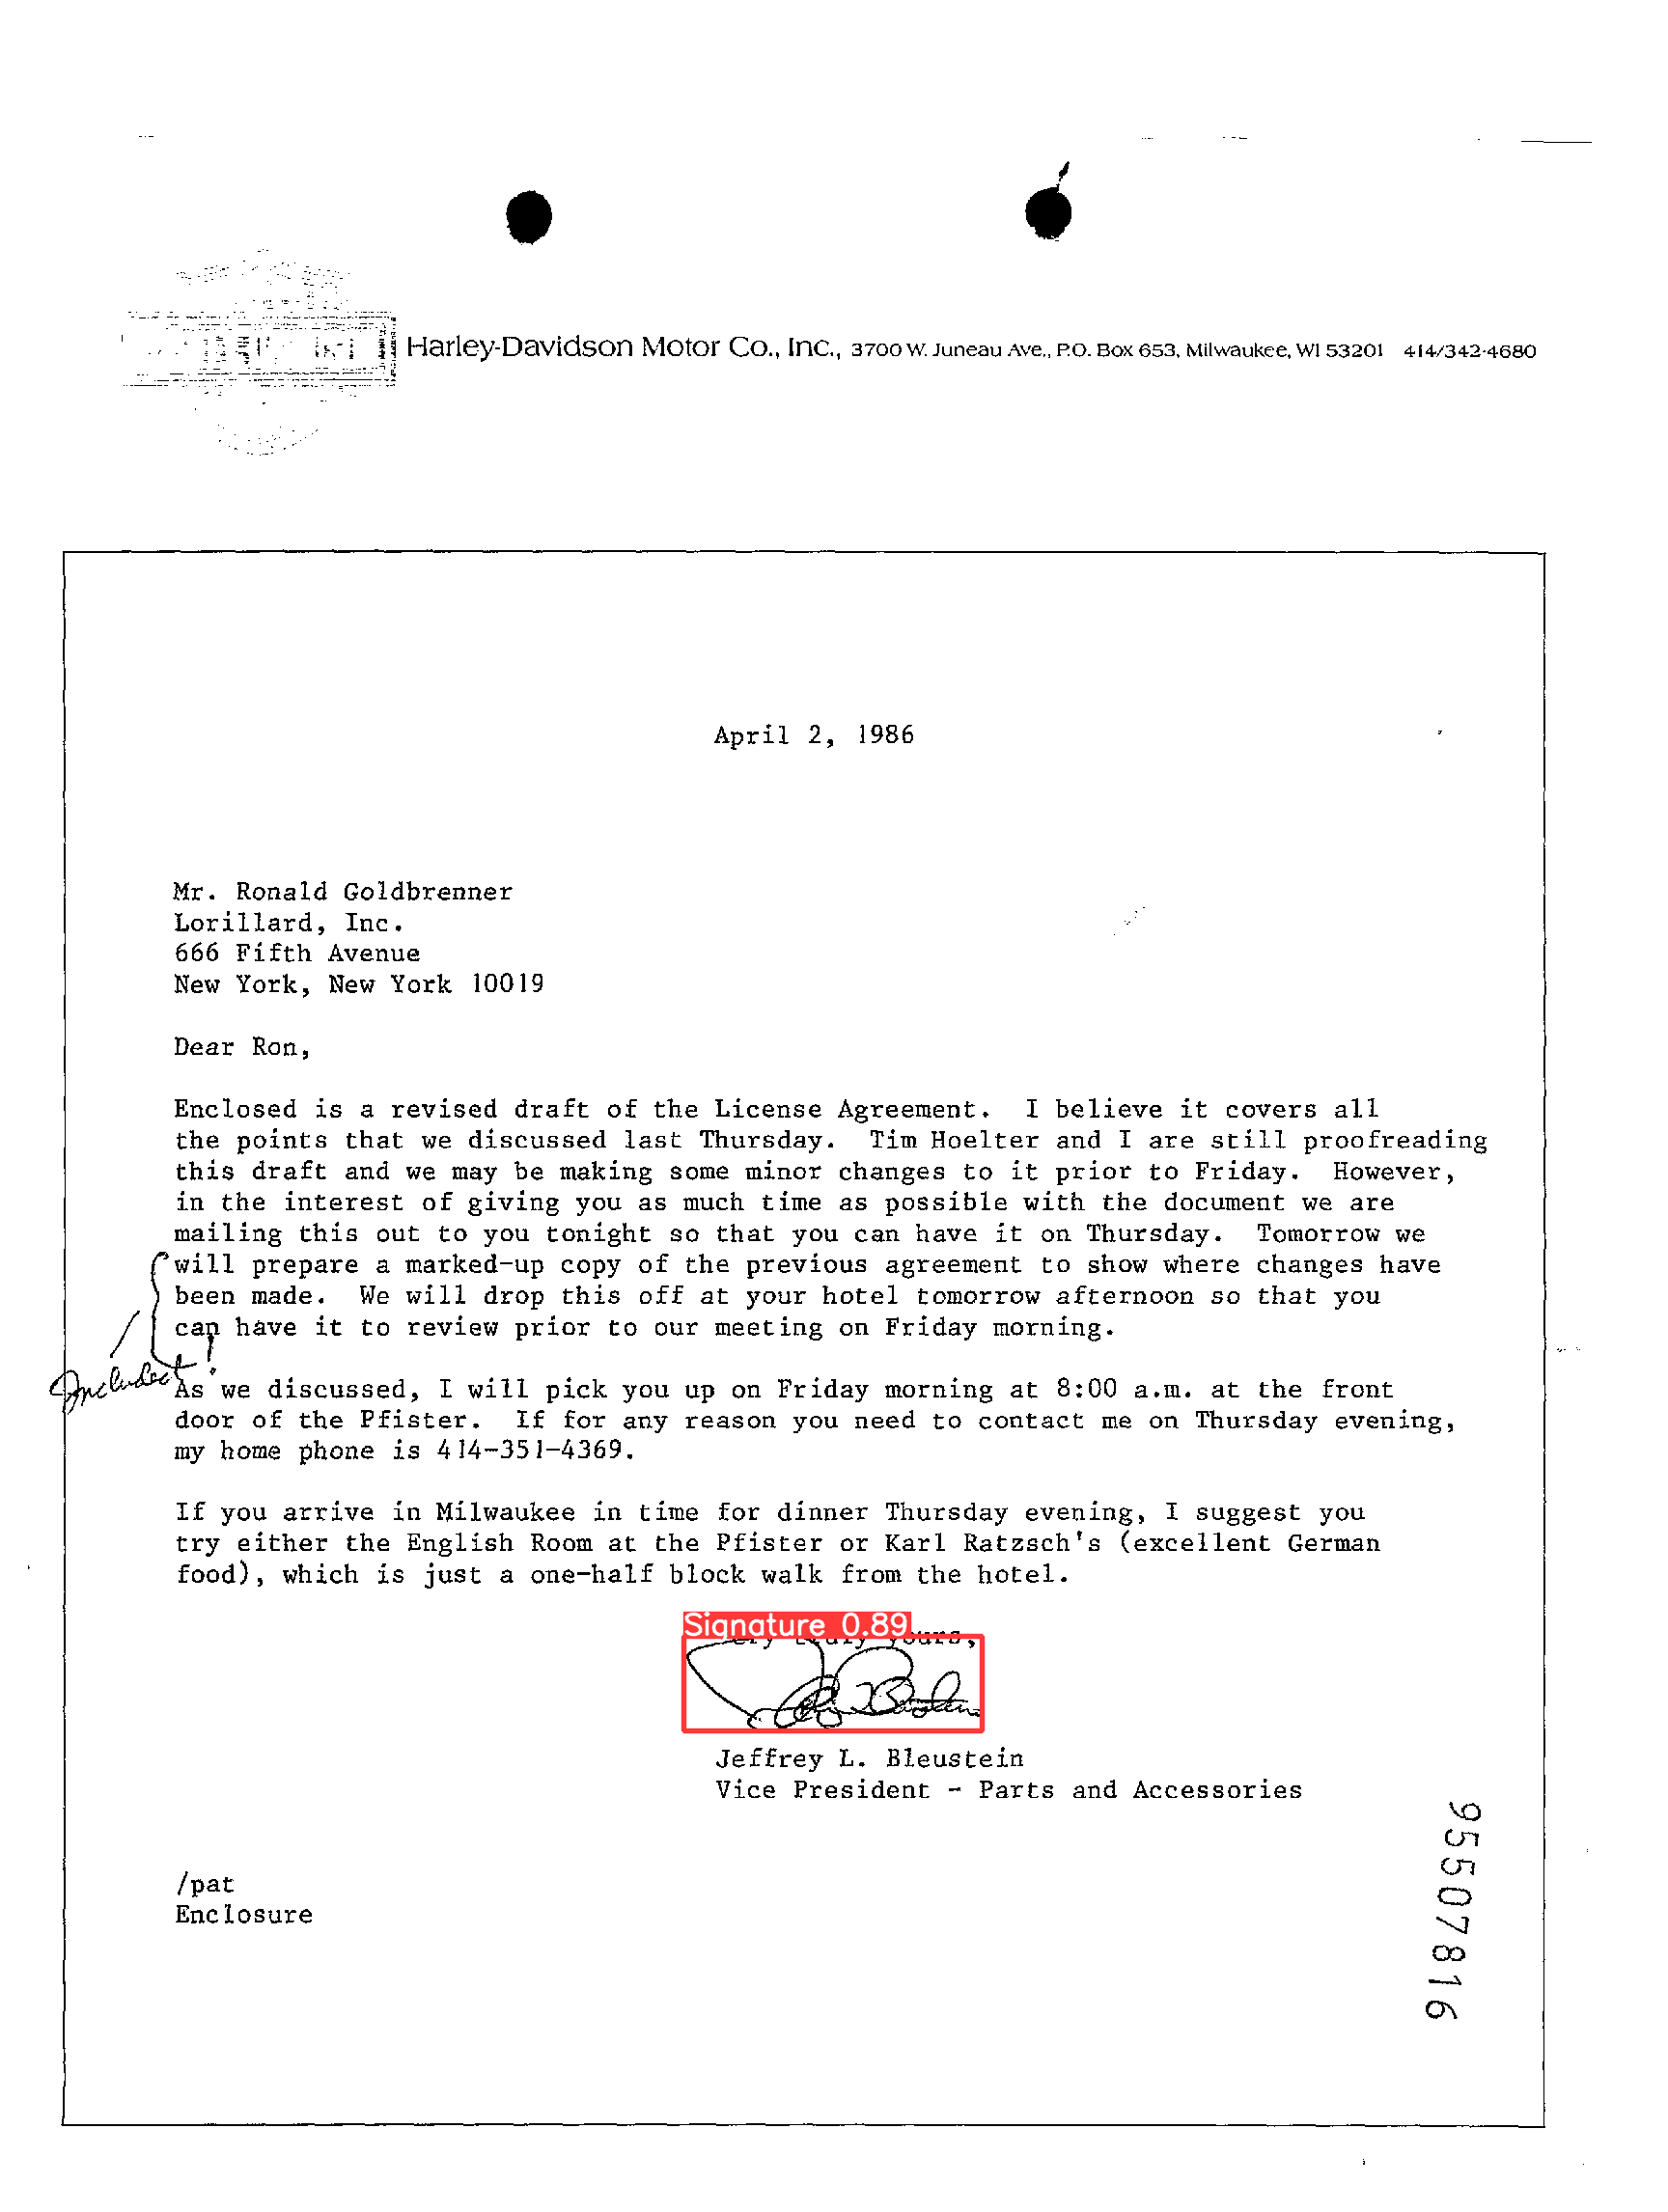 Harley-Davidson Motor Co., Inc., 3700 W. Juneau Ave., P.O. Box 653, Milwaukee, WI 53201 414/342-4680
April 2, 1986
Mr. Ronald Goldbrenner
Lorillard, Inc.
666 Fifth Avenue
New York, New York 10019
Dear Ron,
Enclosed is a revised draft of the License Agreement. I believe it covers all
the points that we discussed last Thursday. Tim Hoelter and I are still proofreading
this draft and we may be making some minor changes to it prior to Friday. However,
in the interest of giving you as much time as possible with the document we are
mailing this out to you tonight so that you can have it on Thursday. Tomorrow we
will prepare a marked-up copy of the previous agreement to show where changes have
been made. We will drop this off at your hotel tomorrow afternoon so that you
can have it to review prior to our meeting on Friday morning.
Included!
As we discussed, I will pick you up on Friday morning at 8:00 a.m. at the front
door of the Pfister. If for any reason you need to contact me on Thursday evening,
my home phone is 414-351-4369.
If you arrive in Milwaukee in time for dinner Thursday evening, I suggest you
try either the English Room at the Pfister or Karl Ratzsch's (excellent German
food), which is just a one-half block walk from the hotel.
Signature 0.89
truly yours,
Jeffrey L. Bleustein
Vice President - Parts and Accessories
/pat
Enclosure
95507816